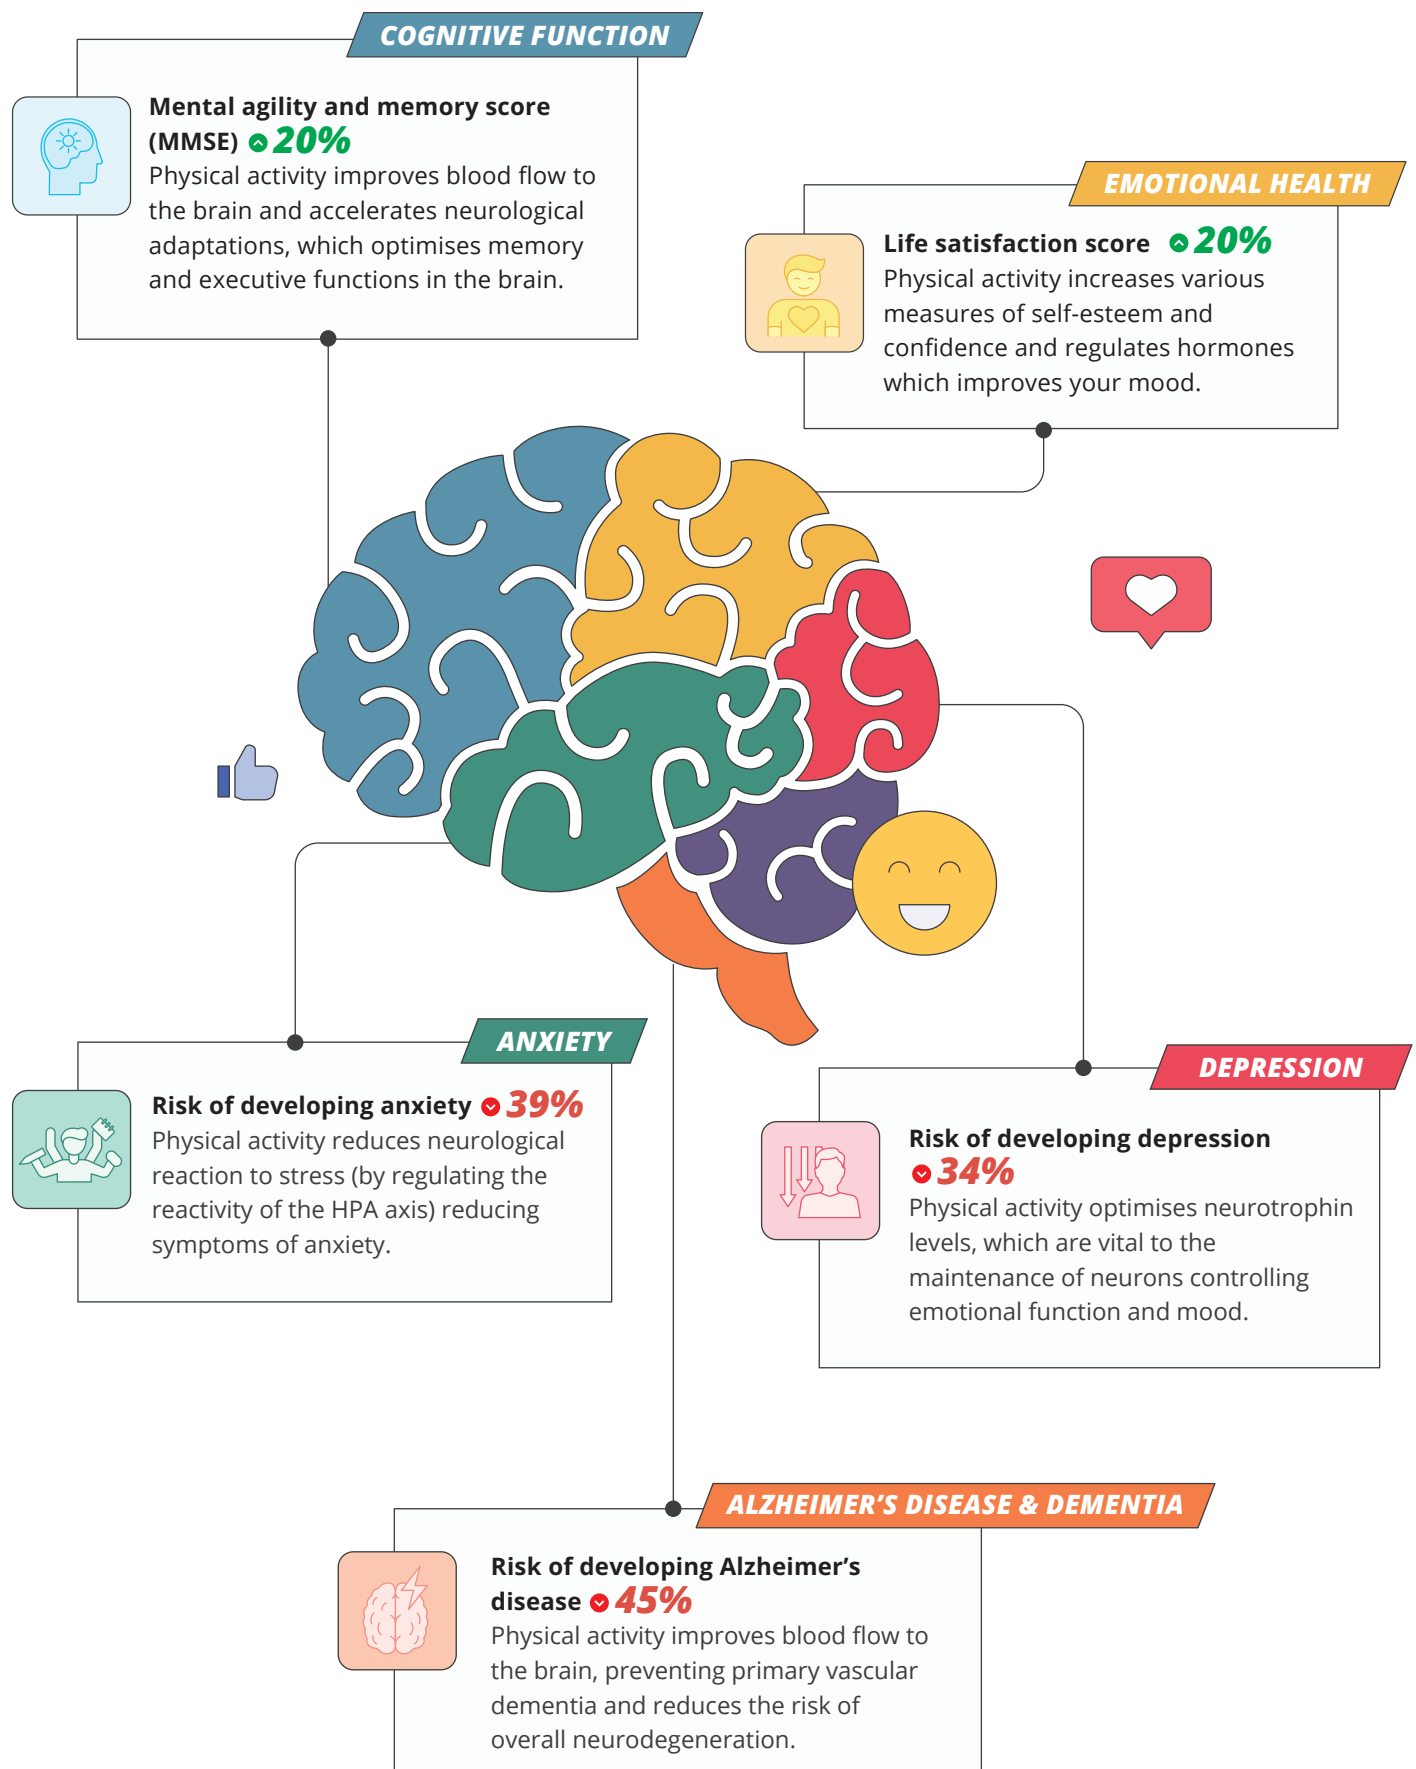 COGNITIVE FUNCTION
Mental agility and memory score
(MMSE) 20%
Physical activity improves blood flow to
the brain and accelerates neurological
adaptations, which optimises memory
and executive functions in the brain.
EMOTIONAL HEALTH
Life satisfaction score 20%
Physical activity increases various
measures of self-esteem and
confidence and regulates hormones
which improves your mood.
ANXIETY
Risk of developing anxiety 39%
Physical activity reduces neurological
reaction to stress (by regulating the
reactivity of the HPA axis) reducing
symptoms of anxiety.
DEPRESSION
Risk of developing depression
34%
Physical activity optimises neurotrophin
levels, which are vital to the
maintenance of neurons controlling
emotional function and mood.
ALZHEIMER’S DISEASE & DEMENTIA
Risk of developing Alzheimer’s
disease 45%
Physical activity improves blood flow to
the brain, preventing primary vascular
dementia and reduces the risk of
overall neurodegeneration.